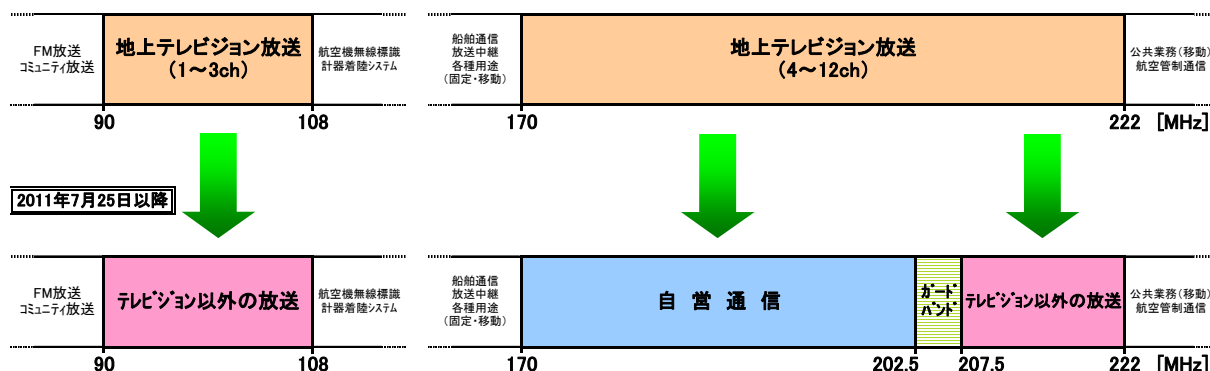 FM放送
コミュニティ放送
地上テレビジョン放送
(1～3ch)
航空機無線標識
計器着陸システム
船舶通信
放送中継
各種用途
(固定・移動)
地上テレビジョン放送
(4～12ch)
公共業務(移動)
航空管制通信
90
108
170
222 [MHz]
2011年7月25日以降
FM放送
コミュニティ放送
テレビジョン以外の放送
航空機無線標識
計器着陸システム
船舶通信
放送中継
各種用途
(固定・移動)
自営通信
ガード
バンド
テレビジョン以外の放送
公共業務(移動)
航空管制通信
90
108
170
202.5
207.5
222 [MHz]